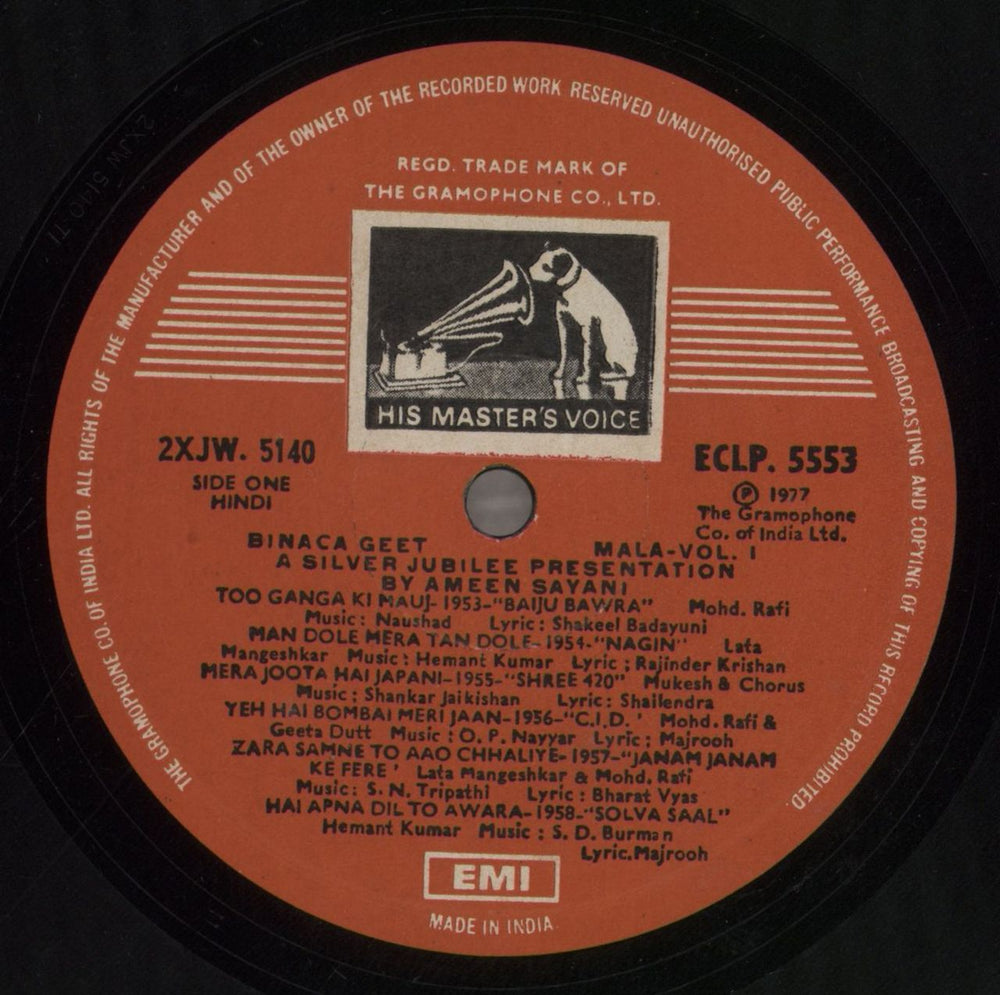 THE GRAMOPHONE CO. OF INDIA LTD. ALL RIGHTS OF THE MANUFACTURER AND OF THE OWNER OF THE RECORDED WORK RESERVED UNAUTHORISED PUBLIC PERFORMANCE BROADCASTING AND COPYING OF THIS RECORD PROHIBITED.
REGD. TRADE MARK OF
THE GRAMOPHONE CO., LTD.
HIS MASTER'S VOICE
2XJW. 5140
SIDE ONE
HINDI
ECLP. 5553
℗ 1977
The Gramophone
Co. of India Ltd.
BINACA GEET MALA-VOL. I
A SILVER JUBILEE PRESENTATION
BY AMEEN SAYANI
TOO GANGA KI MAUJ- 1953-"BAIJU BAWRA" Mohd. Rafi
Music: Naushad Lyric: Shakeel Badayuni
MAN DOLE MERA TAN DOLE-1954-"NAGIN" Lata
Mangeshkar Music: Hemant Kumar Lyric; Rajinder Krishan
MERA JOOTA HAI JAPANI-1955-"SHREE 420" Mukesh & Chorus
Music: Shankar Jaikishan Lyric: Shailendra
YEH HAI BOMBAI MERI JAAN-1956-"C.I.D.' Mohd. Rafi &
Geeta Dutt Music: O. P. Nayyar Lyric; Majrooh
ZARA SAMNE TO AAO CHHALIYE-1957-"JANAM JANAM
KE FERE' Lata Mangeshkar & Mohd. Rafi
Music: S. N. Tripathi Lyric: Bharat Vyas
HAI APNA DIL TO AWARA-1958-"SOLVA SAAL"
Hemant Kumar Music: S. D. Burman
Lyric.Majrooh
EMI
MADE IN INDIA